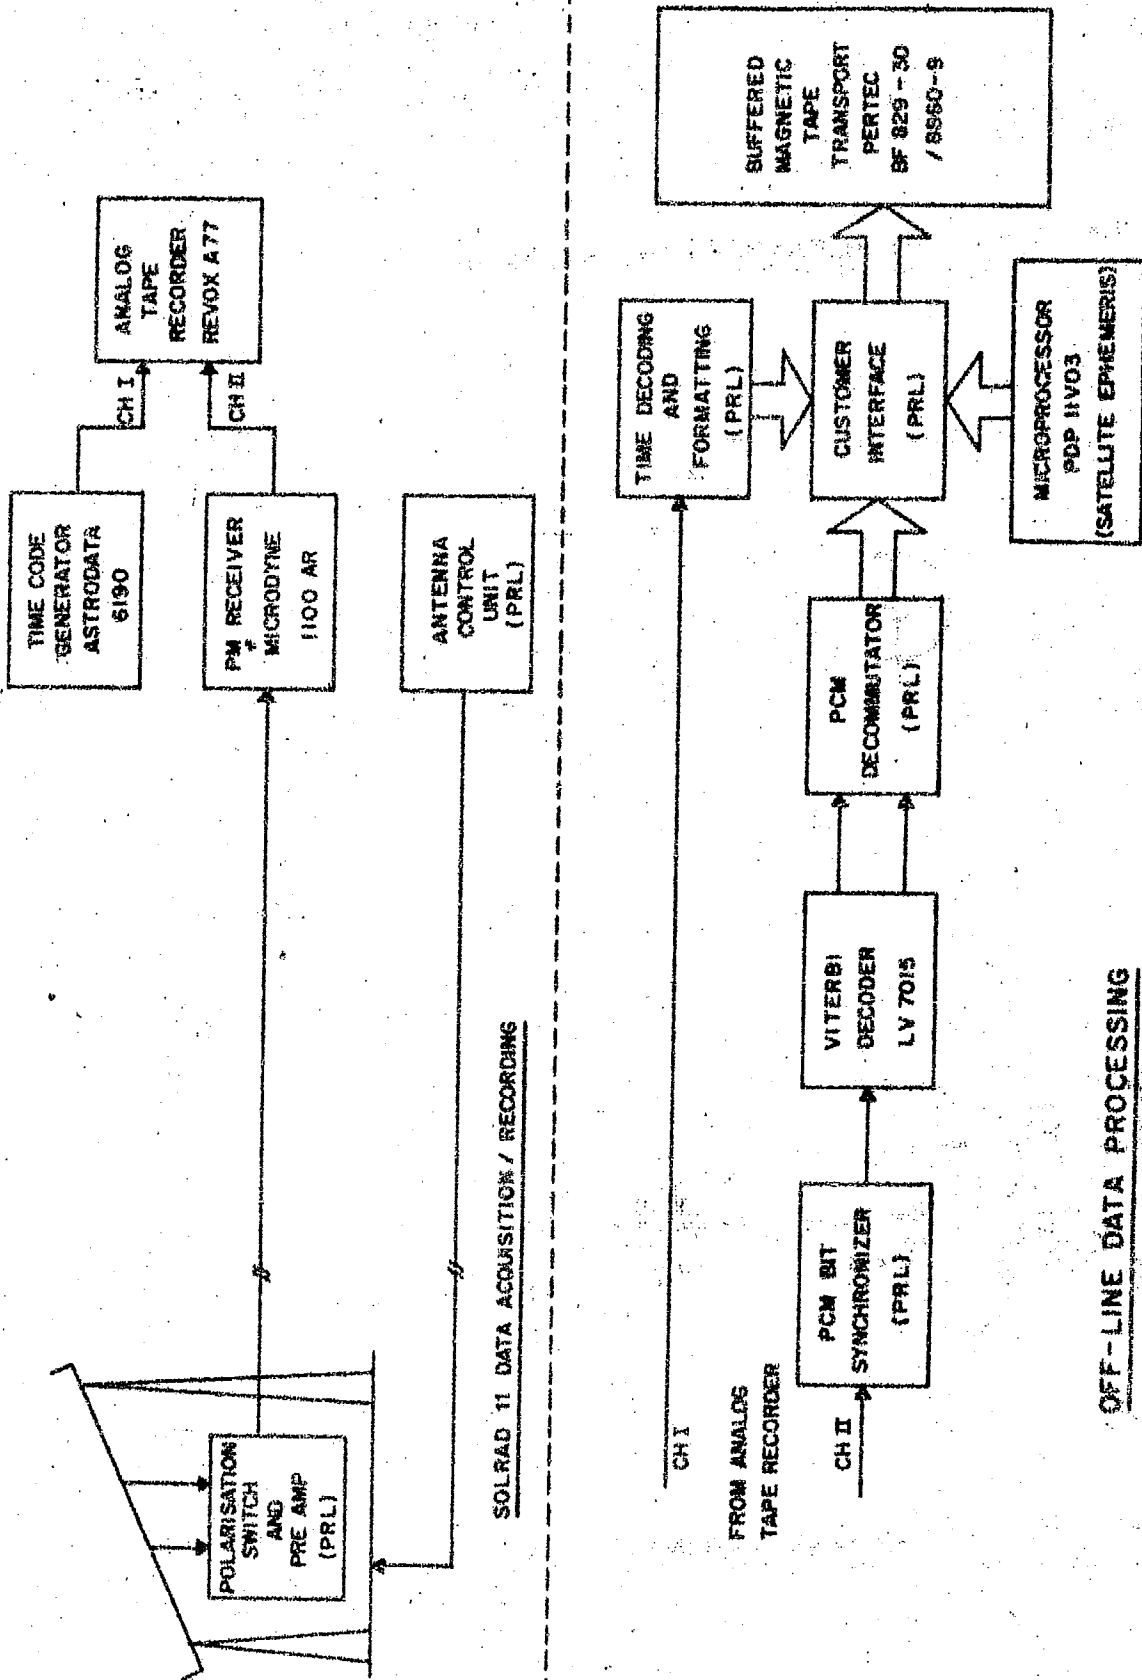 TIME CODE
GENERATOR
ASTRODATA
6190
ANALOG
TAPE
RECORDER
REVOX A77
CH I
CH II
PM RECEIVER
MICRODYNE
1100 AR
ANTENNA
CONTROL
UNIT
(PRL)
POLARISATION
SWITCH
AND
PRE AMP
(PRL)
SOLRAD 11 DATA ACQUISITION / RECORDING
CH I
FROM ANALOG
TAPE RECORDER
CH II
PCM BIT
SYNCHRONIZER
(PRL)
VITERBI
DECODER
LV 7015
PCM
DECOMMUTATOR
(PRL)
TIME DECODING
AND
FORMATTING
(PRL)
CUSTOMER
INTERFACE
(PRL)
MICROPROCESSOR
PDP 11V03
(SATELLITE EPHEMERIS)
BUFFERED
MAGNETIC
TAPE
TRANSPORT
PERTEC
BF 829-30
/8960-9
OFF-LINE DATA PROCESSING